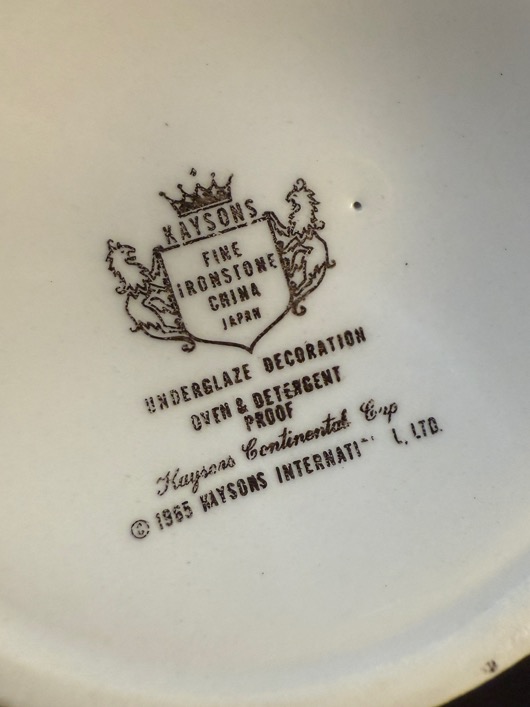 KAYSONS
FINE
IRONSTONE
CHINA
JAPAN
UNDERGLAZE DECORATION
OVEN & DETERGENT
PROOF
Kaysons Continental Cup
© 1965 KAYSONS INTERNATI L, LTD.